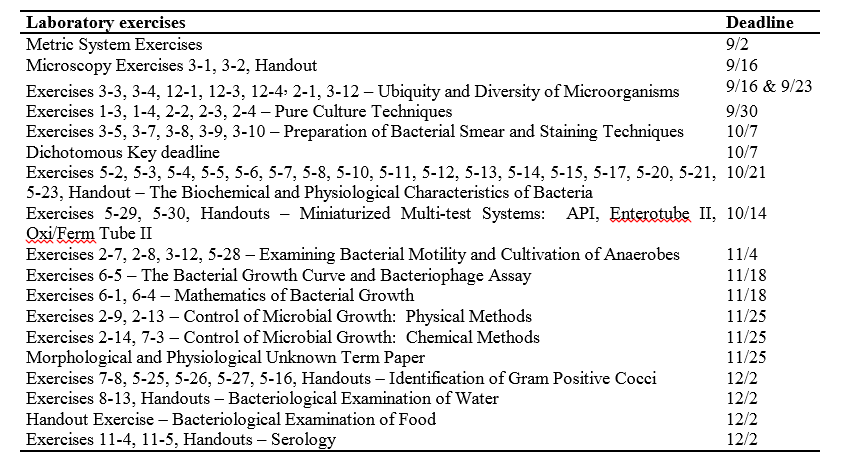 Laboratory exercises Deadline
Metric System Exercises 9/2
Microscopy Exercises 3-1, 3-2, Handout 9/16
Exercises 3-3, 3-4, 12-1, 12-3, 12-4, 2-1, 3-12 – Ubiquity and Diversity of Microorganisms 9/16 & 9/23
Exercises 1-3, 1-4, 2-2, 2-3, 2-4 – Pure Culture Techniques 9/30
Exercises 3-5, 3-7, 3-8, 3-9, 3-10 – Preparation of Bacterial Smear and Staining Techniques 10/7
Dichotomous Key deadline 10/7
Exercises 5-2, 5-3, 5-4, 5-5, 5-6, 5-7, 5-8, 5-10, 5-11, 5-12, 5-13, 5-14, 5-15, 5-17, 5-20, 5-21, 10/21
5-23, Handout – The Biochemical and Physiological Characteristics of Bacteria
Exercises 5-29, 5-30, Handouts – Miniaturized Multi-test Systems: API, Enterotube II, 10/14
Oxi/Ferm Tube II
Exercises 2-7, 2-8, 3-12, 5-28 – Examining Bacterial Motility and Cultivation of Anaerobes 11/4
Exercises 6-5 – The Bacterial Growth Curve and Bacteriophage Assay 11/18
Exercises 6-1, 6-4 – Mathematics of Bacterial Growth 11/18
Exercises 2-9, 2-13 – Control of Microbial Growth: Physical Methods 11/25
Exercises 2-14, 7-3 – Control of Microbial Growth: Chemical Methods 11/25
Morphological and Physiological Unknown Term Paper 11/25
Exercises 7-8, 5-25, 5-26, 5-27, 5-16, Handouts – Identification of Gram Positive Cocci 12/2
Exercises 8-13, Handouts – Bacteriological Examination of Water 12/2
Handout Exercise – Bacteriological Examination of Food 12/2
Exercises 11-4, 11-5, Handouts – Serology 12/2